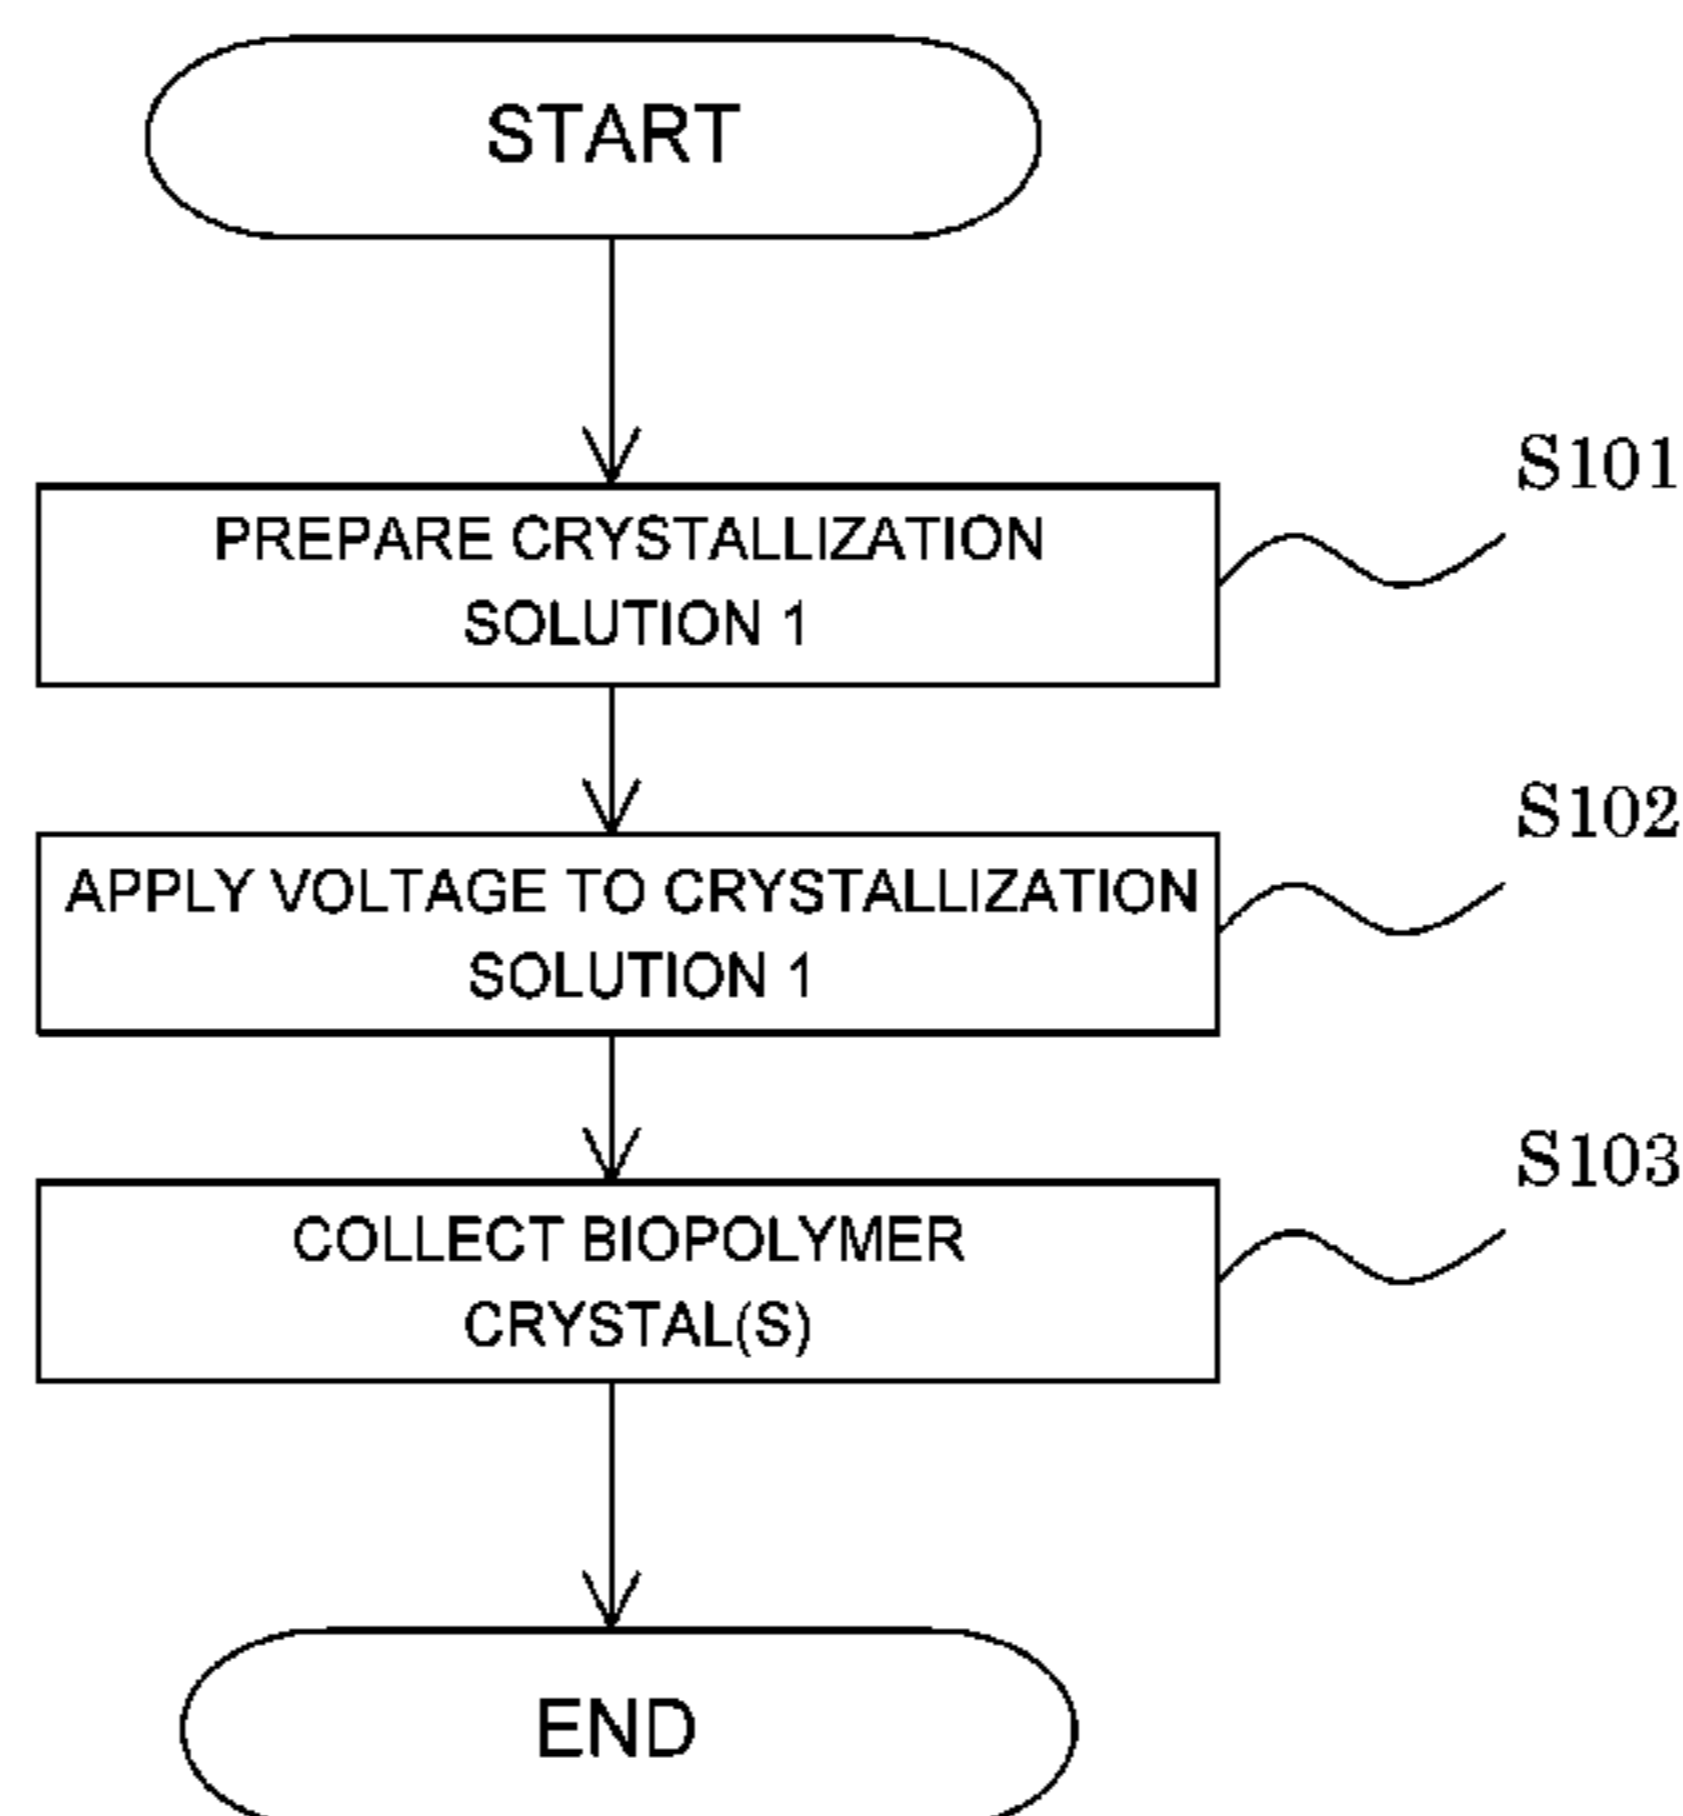 START
S101
PREPARE CRYSTALLIZATION
SOLUTION 1
S102
APPLY VOLTAGE TO CRYSTALLIZATION
SOLUTION 1
S103
COLLECT BIOPOLYMER
CRYSTAL(S)
END